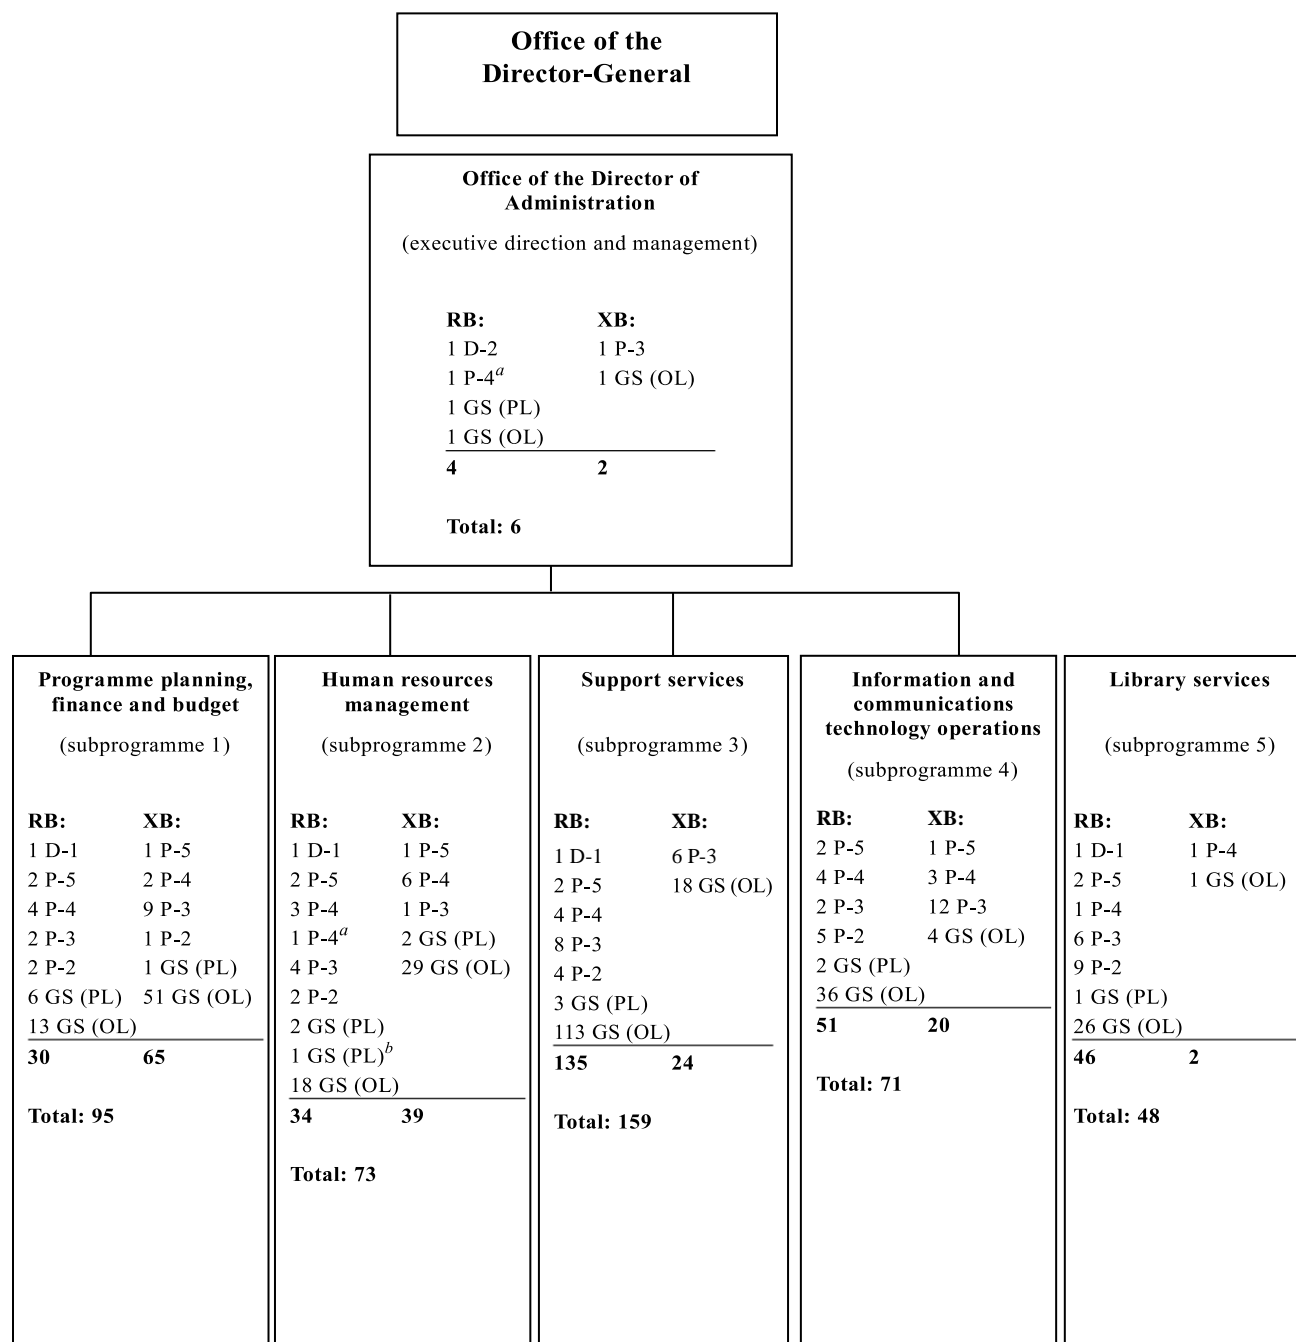 Office of the
Director-General
Office of the Director of
Administration
(executive direction and management)
RB: XB:
1 D-2 1 P-3
1 P-4a 1 GS (OL)
1 GS (PL)
1 GS (OL)
4 2
Total: 6
Programme planning,
finance and budget
(subprogramme 1)
RB: XB:
1 D-1 1 P-5
2 P-5 2 P-4
4 P-4 9 P-3
2 P-3 1 P-2
2 P-2 1 GS (PL)
6 GS (PL) 51 GS (OL)
13 GS (OL)
30 65
Total: 95
Human resources
management
(subprogramme 2)
RB: XB:
1 D-1 1 P-5
2 P-5 6 P-4
3 P-4 1 P-3
1 P-4a 2 GS (PL)
4 P-3 29 GS (OL)
2 P-2
2 GS (PL)
1 GS (PL)b
18 GS (OL)
34 39
Total: 73
Support services
(subprogramme 3)
RB: XB:
1 D-1 6 P-3
2 P-5 18 GS (OL)
4 P-4
8 P-3
4 P-2
3 GS (PL)
113 GS (OL)
135 24
Total: 159
Information and
communications
technology operations
(subprogramme 4)
RB: XB:
2 P-5 1 P-5
4 P-4 3 P-4
2 P-3 12 P-3
5 P-2 4 GS (OL)
2 GS (PL)
36 GS (OL)
51 20
Total: 71
Library services
(subprogramme 5)
RB: XB:
1 D-1 1 P-4
2 P-5 1 GS (OL)
1 P-4
6 P-3
9 P-2
1 GS (PL)
26 GS (OL)
46 2
Total: 48